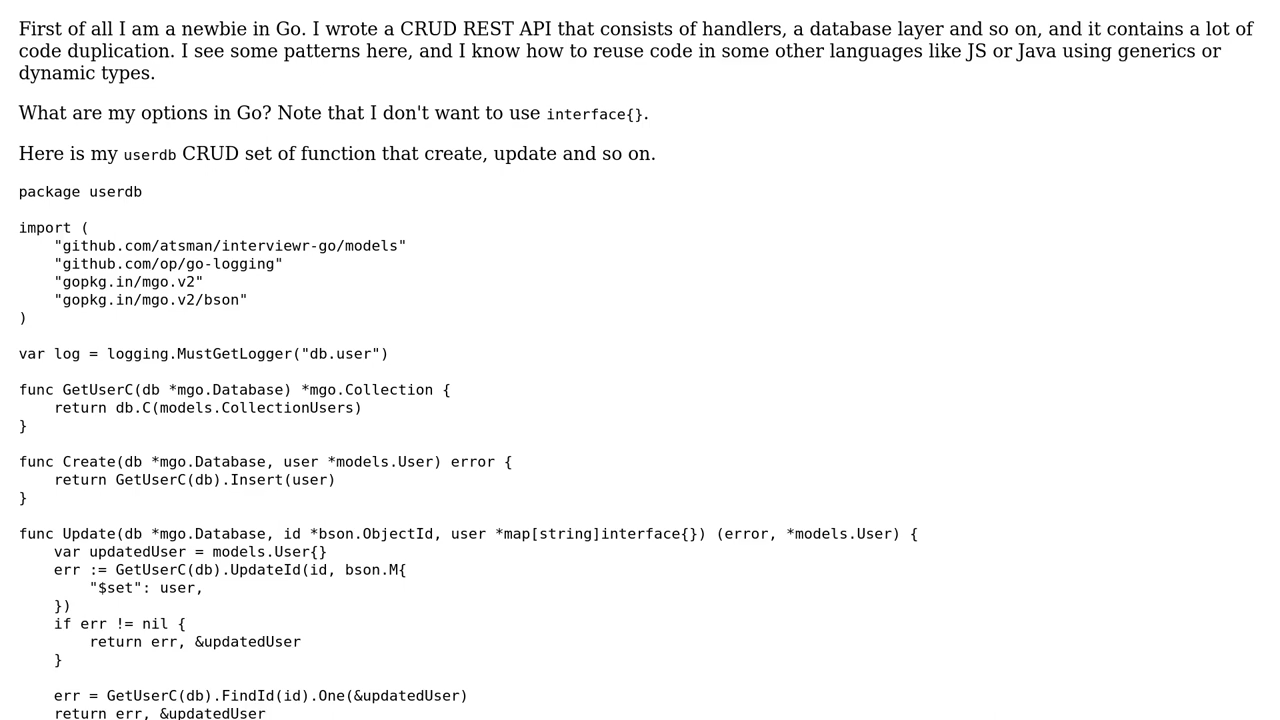 First of all I am a newbie in Go. I wrote a CRUD REST API that consists of handlers, a database layer and so on, and it contains a lot of
code duplication. I see some patterns here, and I know how to reuse code in some other languages like JS or Java using generics or
dynamic types.
What are my options in Go? Note that I don't want to use interface{}.
Here is my userdb CRUD set of function that create, update and so on.
package userdb
import (
    "github.com/atsman/interviewr-go/models"
    "github.com/op/go-logging"
    "gopkg.in/mgo.v2"
    "gopkg.in/mgo.v2/bson"
)
var log = logging.MustGetLogger("db.user")
func GetUserC(db *mgo.Database) *mgo.Collection {
    return db.C(models.CollectionUsers)
}
func Create(db *mgo.Database, user *models.User) error {
    return GetUserC(db).Insert(user)
}
func Update(db *mgo.Database, id *bson.ObjectId, user *map[string]interface{}) (error, *models.User) {
    var updatedUser = models.User{}
    err := GetUserC(db).UpdateId(id, bson.M{
        "$set": user,
    })
    if err != nil {
        return err, &updatedUser
    }
    err = GetUserC(db).FindId(id).One(&updatedUser)
    return err, &updatedUser